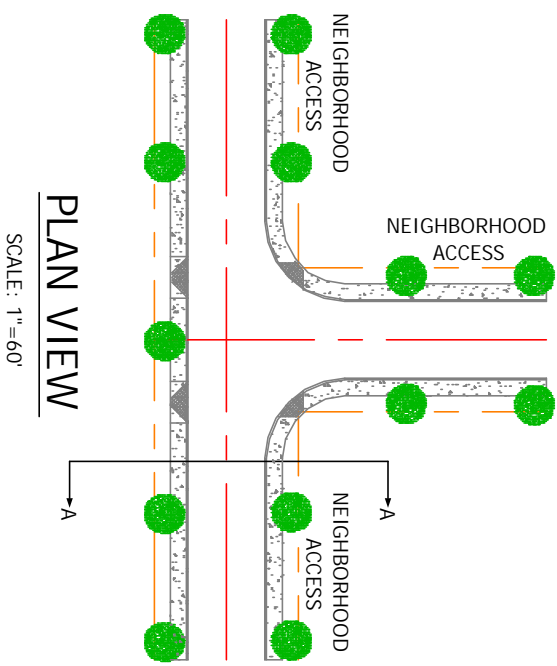 NEIGHBORHOOD
ACCESS
NEIGHBORHOOD
ACCESS
NEIGHBORHOOD
ACCESS
A
A
PLAN VIEW
SCALE: 1"=60'